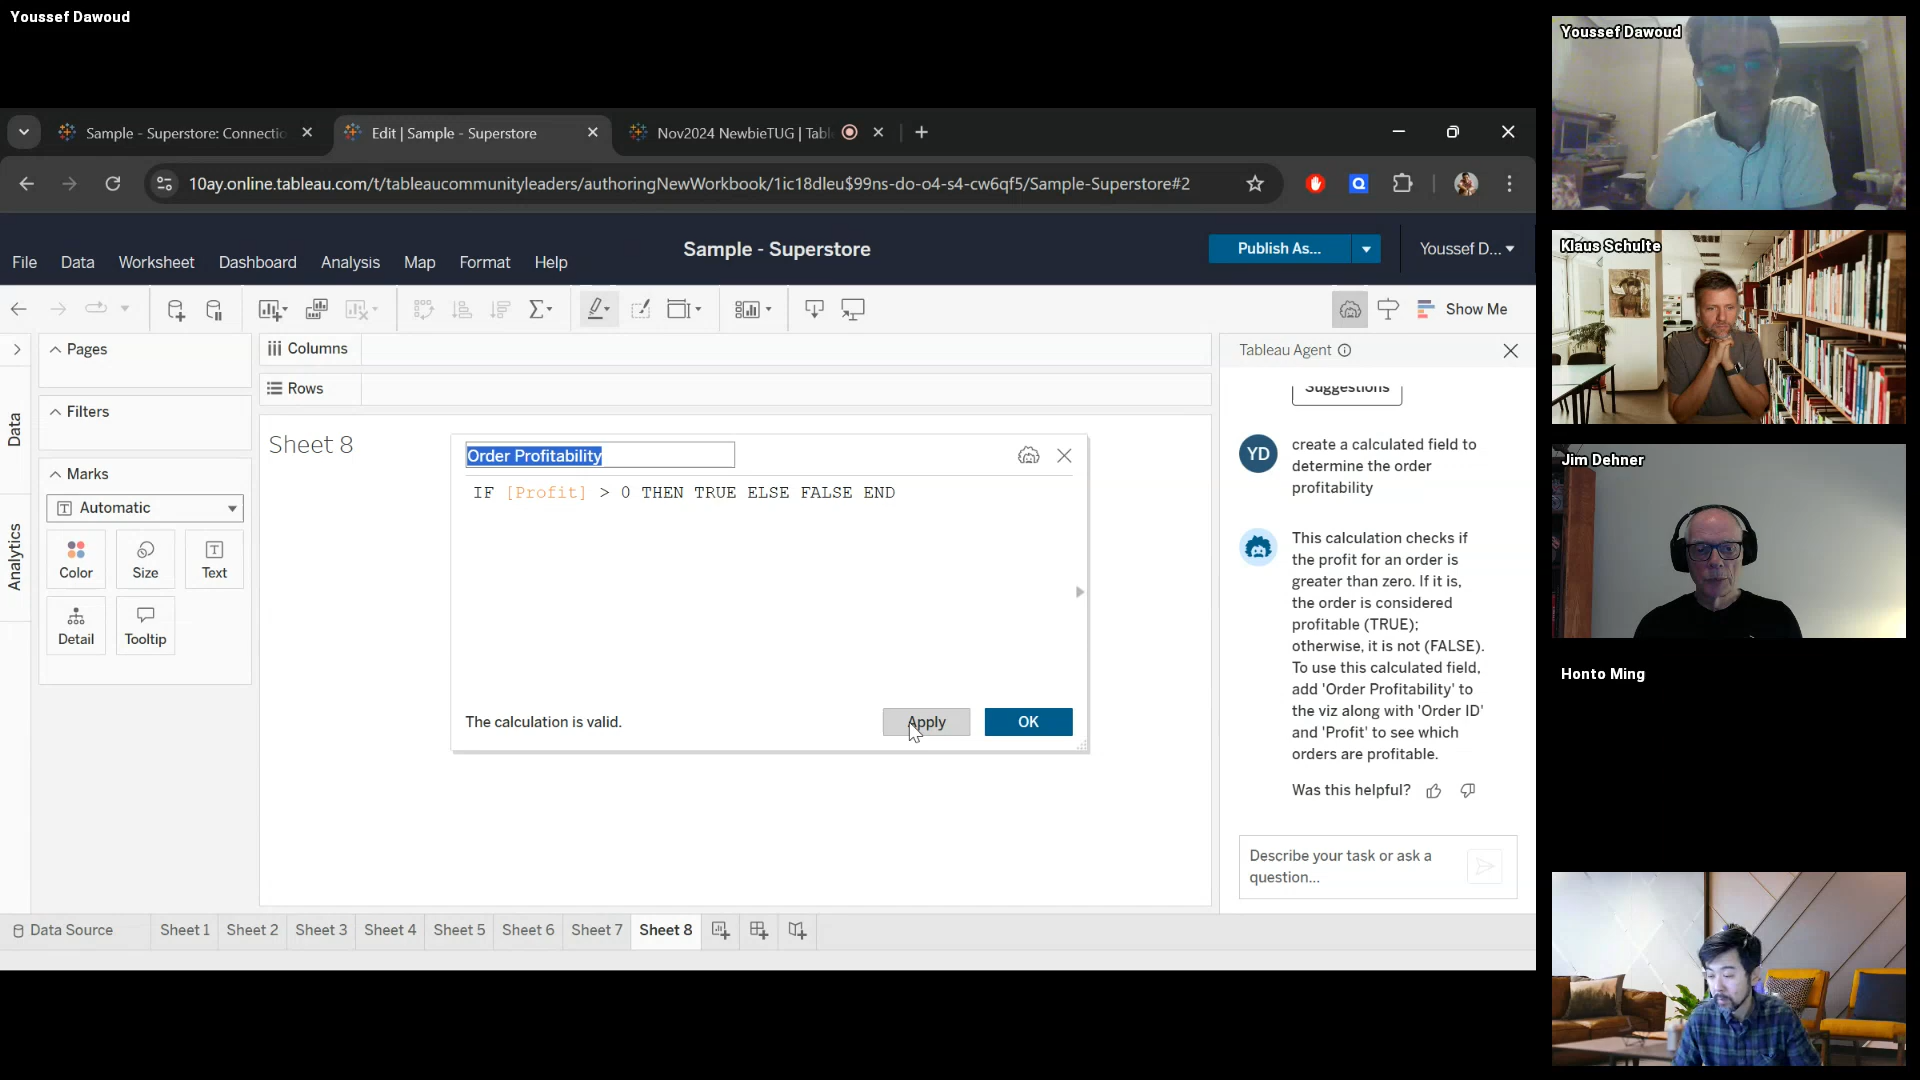 Youssef Dawoud
Sample - Superstore: Connectio
Edit | Sample - Superstore
Nov2024 NewbieTUG | Tabl
10ay.online.tableau.com/t/tableaucommunityleaders/authoringNewWorkbook/1ic18dleu$99ns-do-o4-s4-cw6qf5/Sample-Superstore#2
File Data Worksheet Dashboard Analysis Map Format Help
Sample - Superstore
Publish As...
Youssef D...
Show Me
Data
Analytics
Pages
Filters
Marks
Automatic
Color
Size
Text
Detail
Tooltip
Columns
Rows
Sheet 8
Order Profitability
IF [Profit] > 0 THEN TRUE ELSE FALSE END
The calculation is valid.
Apply
OK
Tableau Agent
Suggestions
YD
create a calculated field to
determine the order
profitability
This calculation checks if
the profit for an order is
greater than zero. If it is,
the order is considered
profitable (TRUE);
otherwise, it is not (FALSE).
To use this calculated field,
add 'Order Profitability' to
the viz along with 'Order ID'
and 'Profit' to see which
orders are profitable.
Was this helpful?
Describe your task or ask a
question...
Data Source Sheet 1 Sheet 2 Sheet 3 Sheet 4 Sheet 5 Sheet 6 Sheet 7 Sheet 8
Youssef Dawoud
Klaus Schulte
Jim Dehner
Honto Ming